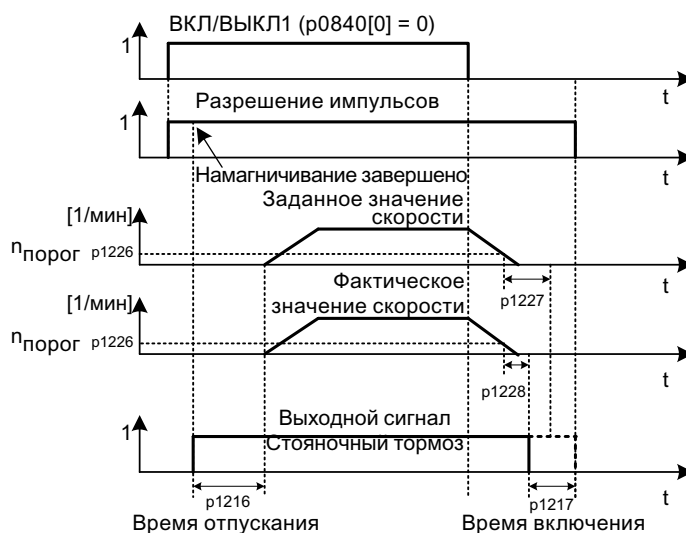 ВКЛ/ВЫКЛ1 (p0840[0] = 0)
1
t
Разрешение импульсов
1
t
Намагничивание завершено
Заданное значение
скорости
[1/мин]
nпорог p1226
t
p1227
Фактическое
значение скорости
[1/мин]
nпорог p1226
t
p1228
Выходной сигнал
1
Стояночный тормоз
t
p1216
p1217
Время отпускания
Время включения